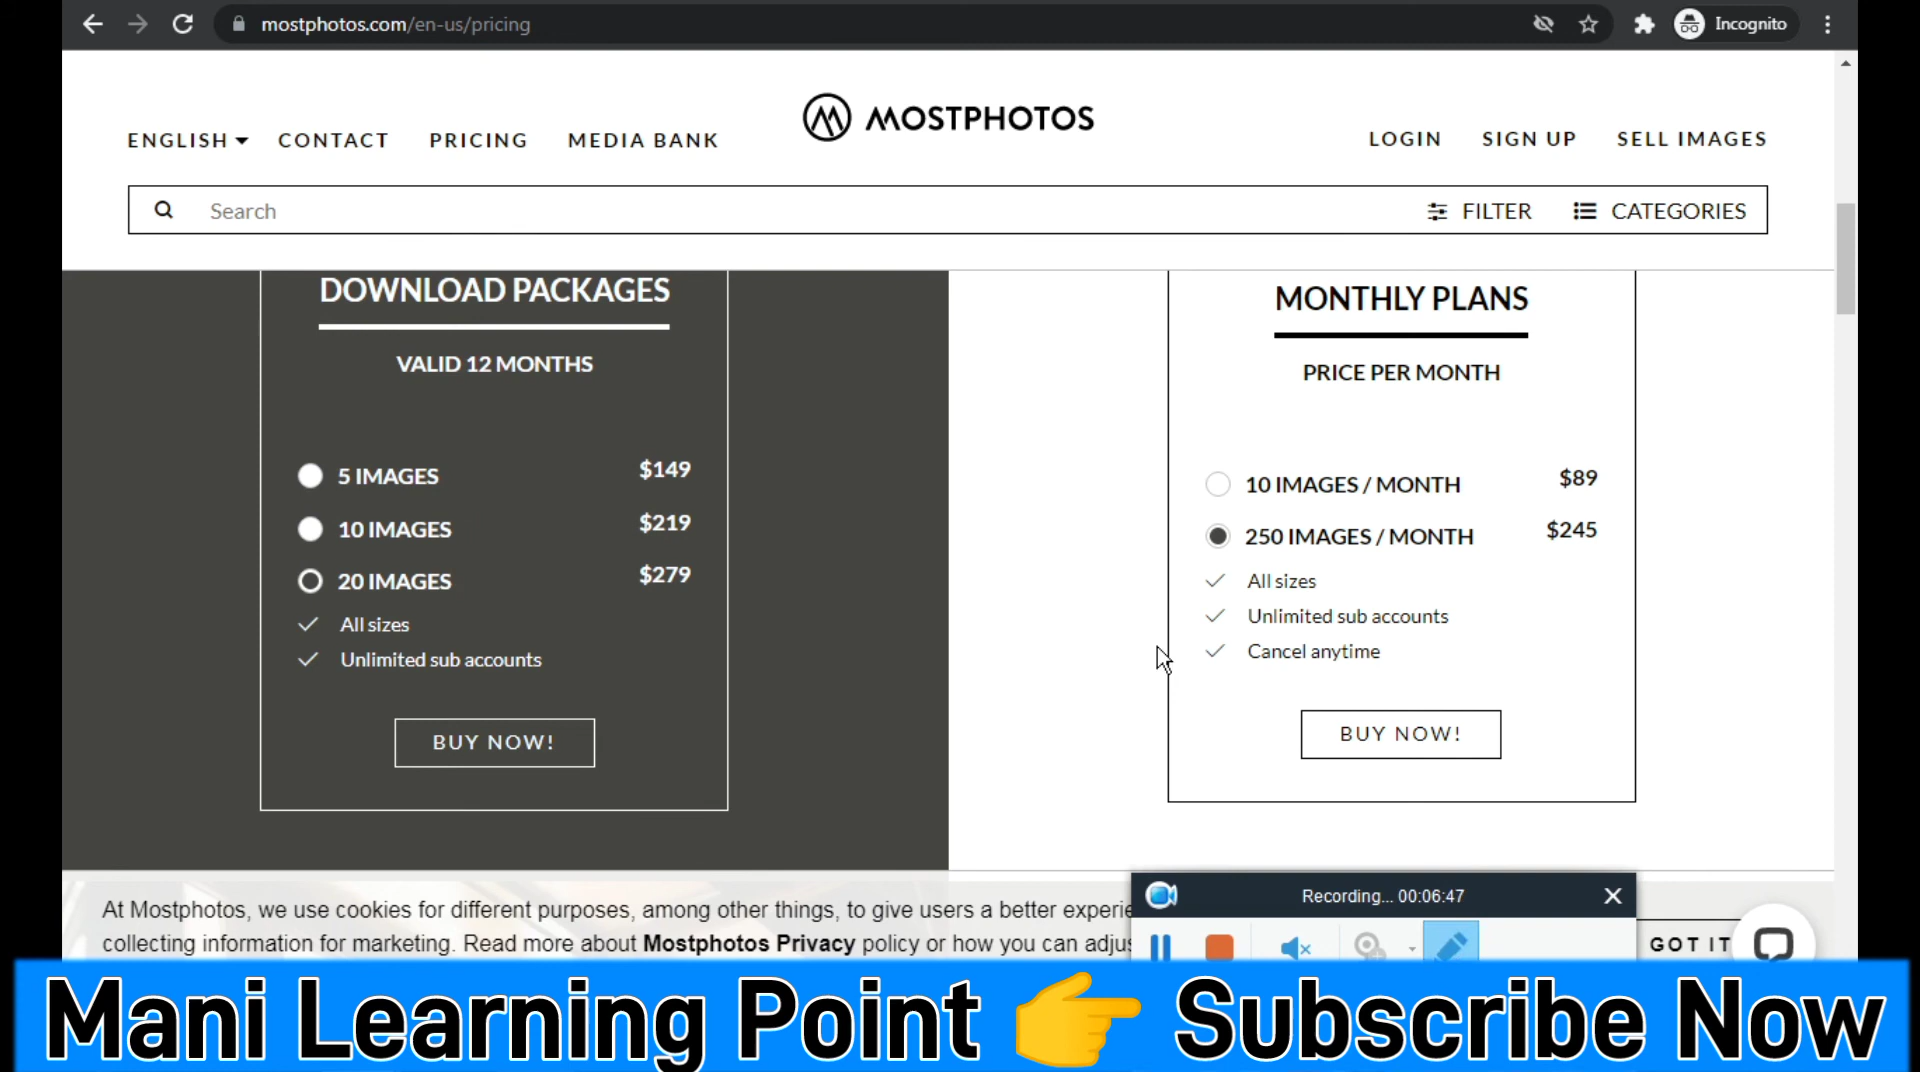 mostphotos.com/en-us/pricing
Incognito
ENGLISH
CONTACT
PRICING
MEDIA BANK
MOSTPHOTOS
LOGIN
SIGN UP
SELL IMAGES
Search
FILTER
CATEGORIES
DOWNLOAD PACKAGES
VALID 12 MONTHS
5 IMAGES $149
10 IMAGES $219
20 IMAGES $279
All sizes
Unlimited sub accounts
BUY NOW!
MONTHLY PLANS
PRICE PER MONTH
10 IMAGES / MONTH $89
250 IMAGES / MONTH $245
All sizes
Unlimited sub accounts
Cancel anytime
BUY NOW!
At Mostphotos, we use cookies for different purposes, among other things, to give users a better experie
collecting information for marketing. Read more about Mostphotos Privacy policy or how you can adjus
Recording... 00:06:47
GOT IT
Mani Learning Point 👉 Subscribe Now